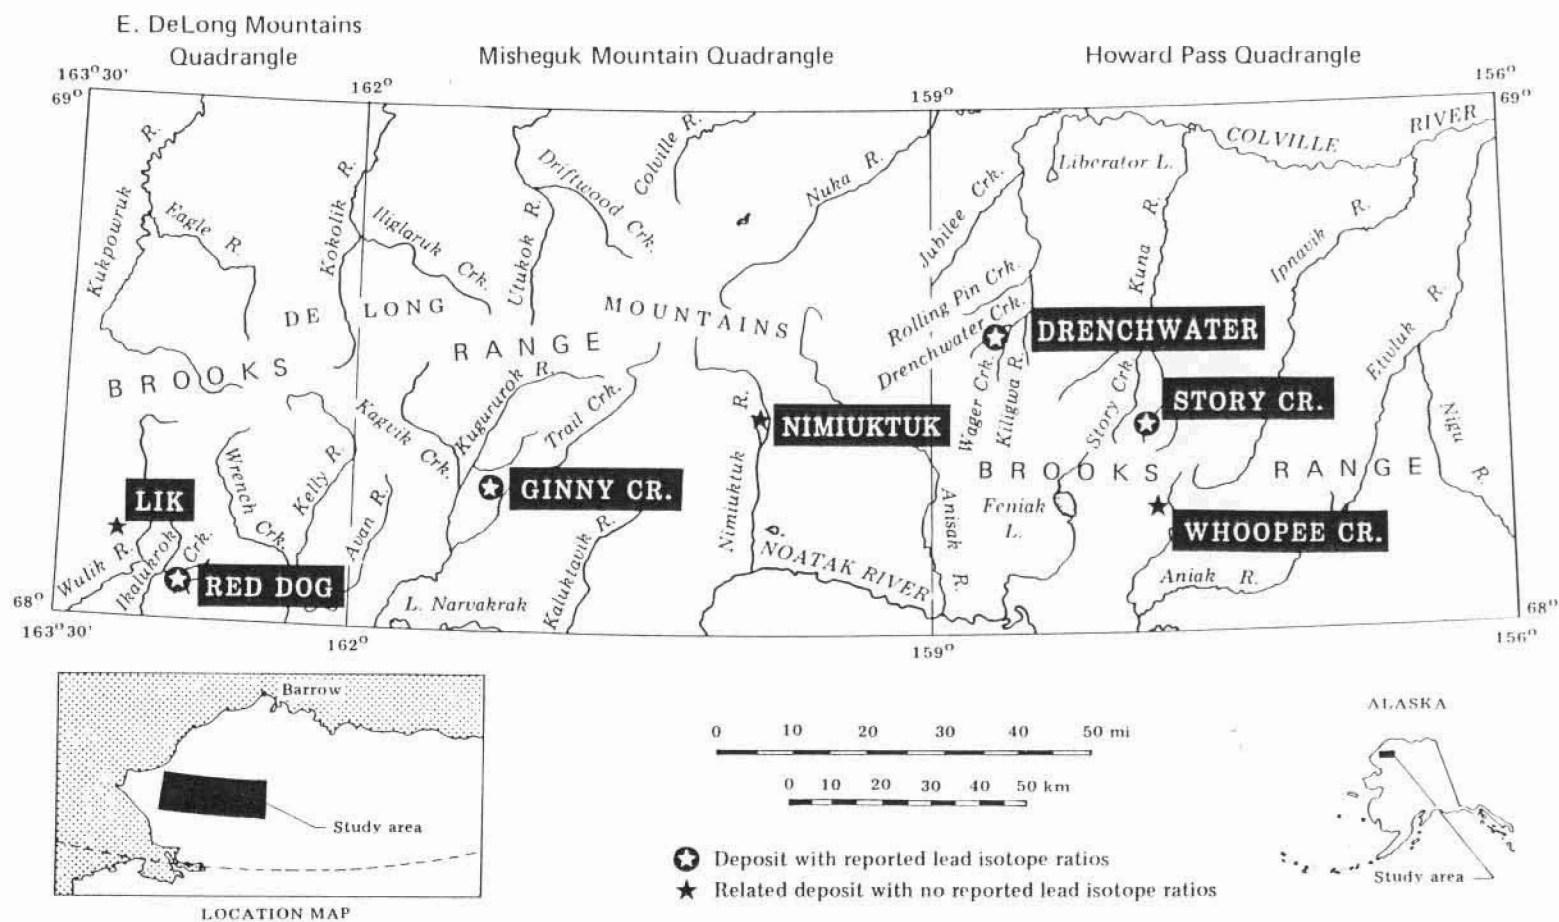 E. DeLong Mountains
Quadrangle
Misheguk Mountain Quadrangle
Howard Pass Quadrangle
163°30'
69°
162°
159°
156°
69°
Kukpowruk R.
Eagle R.
Kokolik R.
Iliglaruk Crk.
Utukok R.
Driftwood Crk.
Colville R.
Nuka R.
Jubilee Crk.
Liberator L.
COLVILLE RIVER
Kuna R.
Ipnavik R.
Etivluk R.
Nigu R.
DE LONG MOUNTAINS
BROOKS RANGE
Rolling Pin Crk.
Drenchwater Crk.
DRENCHWATER
Wager Crk.
Kiligwa R.
Story Crk.
STORY CR.
Kagvik Crk.
Kugururok R.
Trail Crk.
Nimiuktuk R.
NIMIUKTUK
BROOKS RANGE
Wrench Crk.
Kelly R.
Avan R.
GINNY CR.
Kaluktavik R.
Anisak R.
Feniak
L.
WHOOPEE CR.
LIK
Wulik R.
Ikalukrok Crk.
RED DOG
L. Narvakrak
NOATAK RIVER
Aniak R.
68°
163°30'
162°
159°
68°
156°
Barrow
Study area
LOCATION MAP
0 10 20 30 40 50 mi
0 10 20 30 40 50 km
Deposit with reported lead isotope ratios
Related deposit with no reported lead isotope ratios
ALASKA
Study area